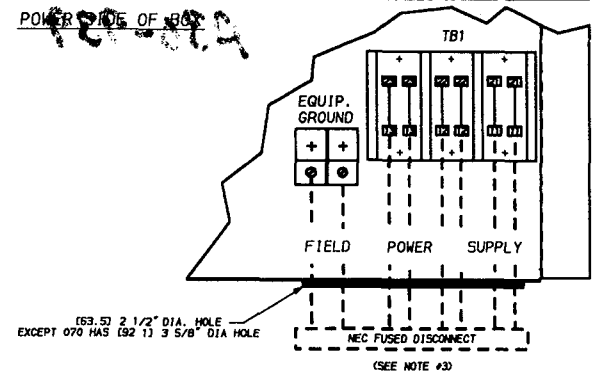 POWER SIDE OF BOX
TB1
EQUIP.
GROUND
FIELD POWER SUPPLY
[63.5] 2 1/2" DIA. HOLE
EXCEPT 070 HAS [92 1] 3 5/8" DIA HOLE
NEC FUSED DISCONNECT
(SEE NOTE #3)